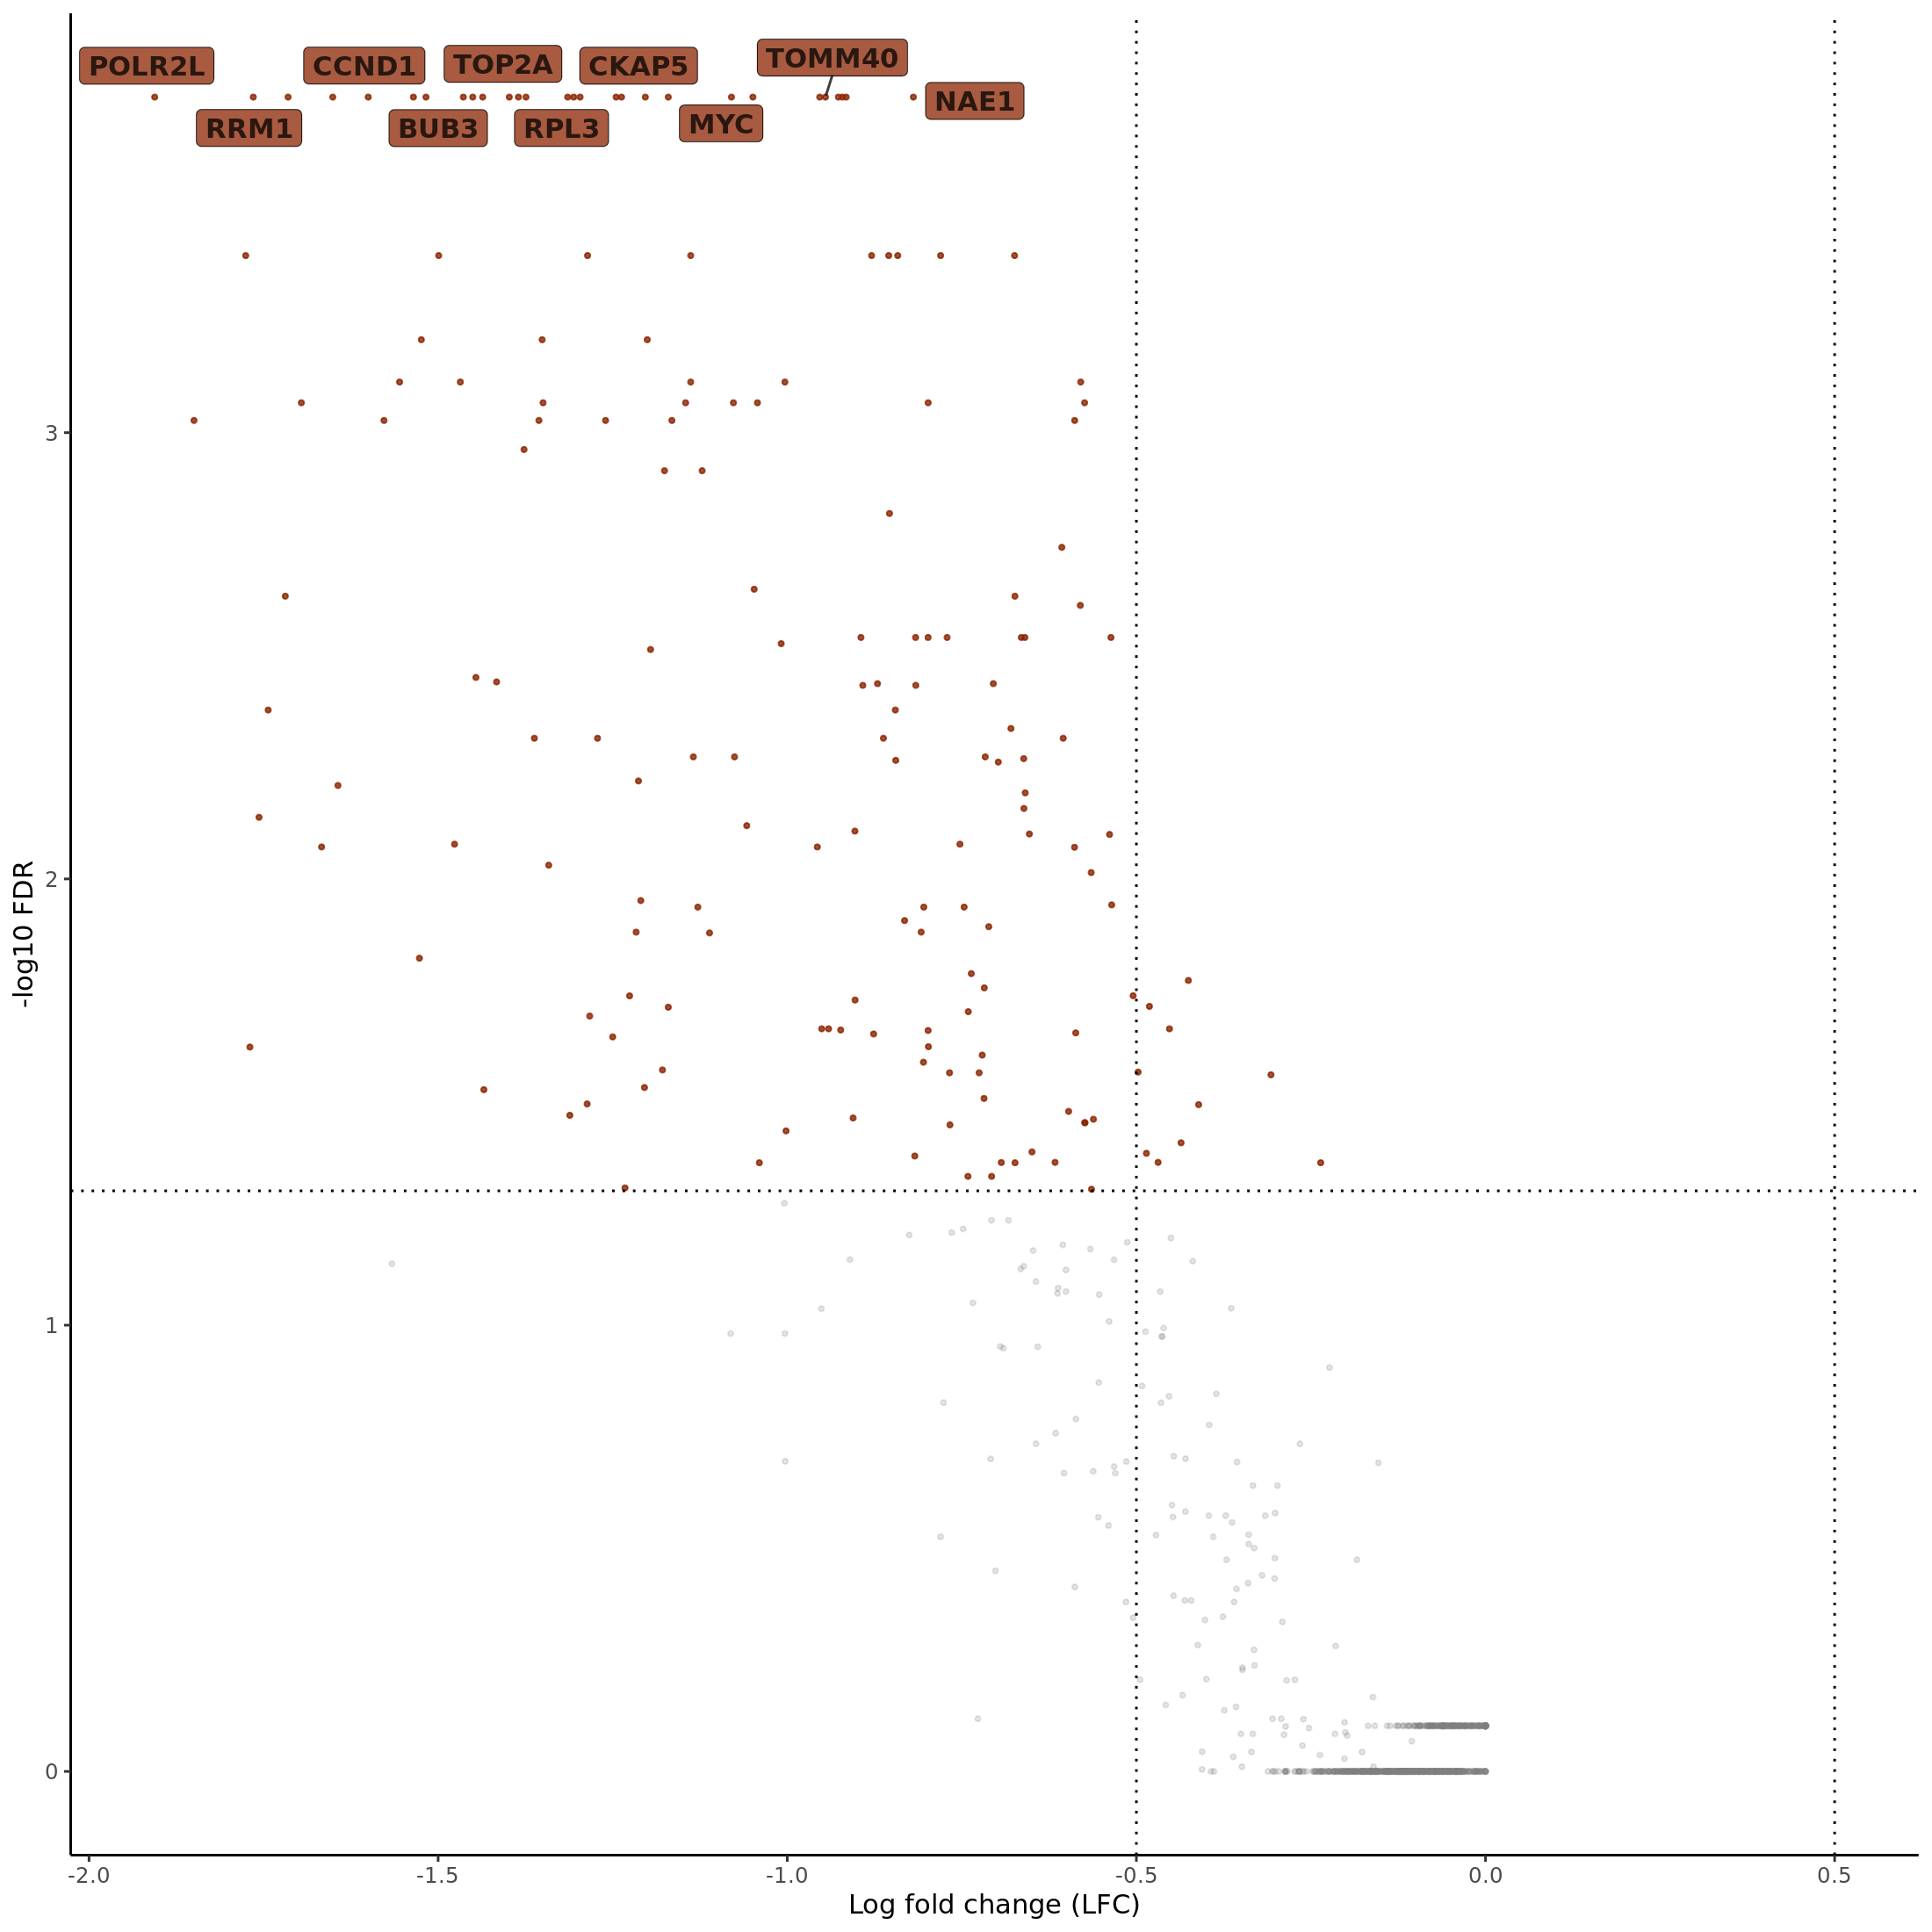 POLR2L
CCND1
TOP2A
CKAP5
TOMM40
NAE1
RRM1
BUB3
RPL3
MYC
3
2
1
0
-log10 FDR
-2.0
-1.5
-1.0
-0.5
0.0
0.5
Log fold change (LFC)